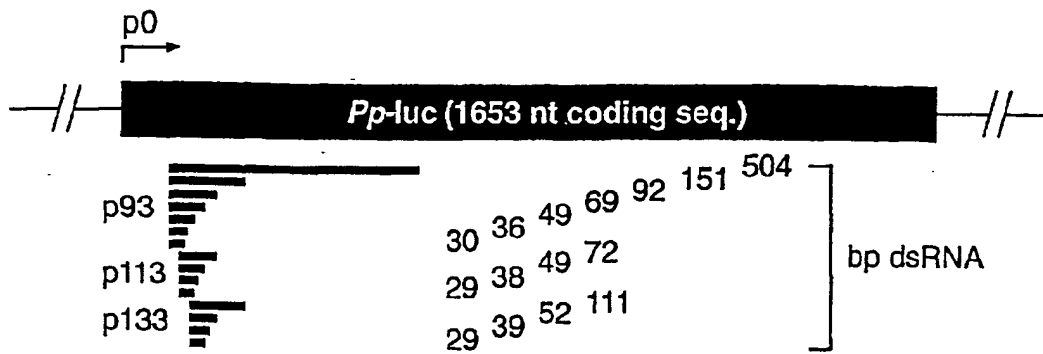 p0
Pp-luc (1653 nt coding seq.)
p93
30 36 49 69 92 151 504
p113
29 38 49 72
p133
29 39 52 111
bp dsRNA